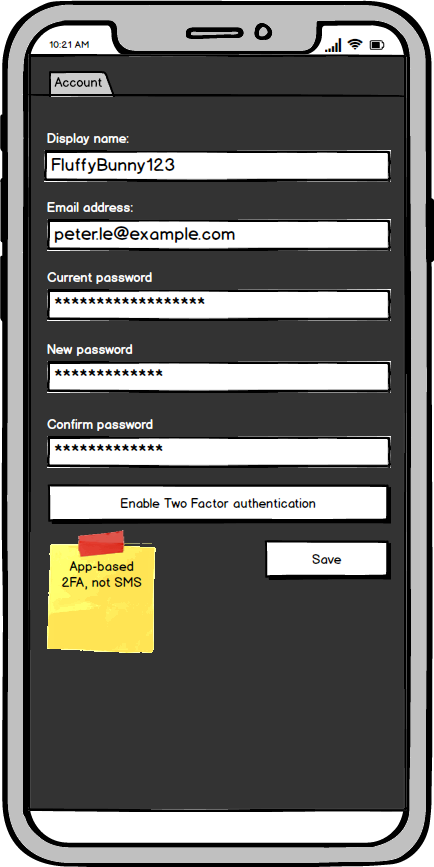 10:21 AM
Account
Display name:
FluffyBunny123
Email address:
peter.le@example.com
Current password
******************
New password
*************
Confirm password
*************
Enable Two Factor authentication
App-based
2FA, not SMS
Save